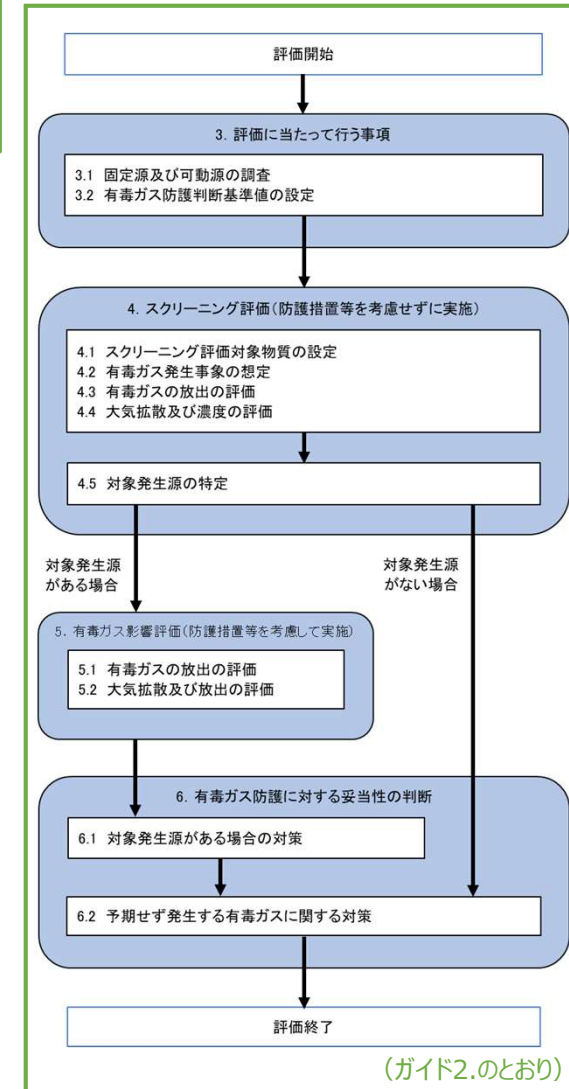 評価開始
3. 評価に当たって行う事項
3.1 固定源及び可動源の調査
3.2 有毒ガス防護判断基準値の設定
4. スクリーニング評価(防護措置等を考慮せずに実施)
4.1 スクリーニング評価対象物質の設定
4.2 有毒ガス発生事象の想定
4.3 有毒ガスの放出の評価
4.4 大気拡散及び濃度の評価
4.5 対象発生源の特定
対象発生源
がある場合
対象発生源
がない場合
5. 有毒ガス影響評価(防護措置等を考慮して実施)
5.1 有毒ガスの放出の評価
5.2 大気拡散及び放出の評価
6. 有毒ガス防護に対する妥当性の判断
6.1 対象発生源がある場合の対策
6.2 予期せず発生する有毒ガスに関する対策
評価終了
(ガイド2.のとおり)